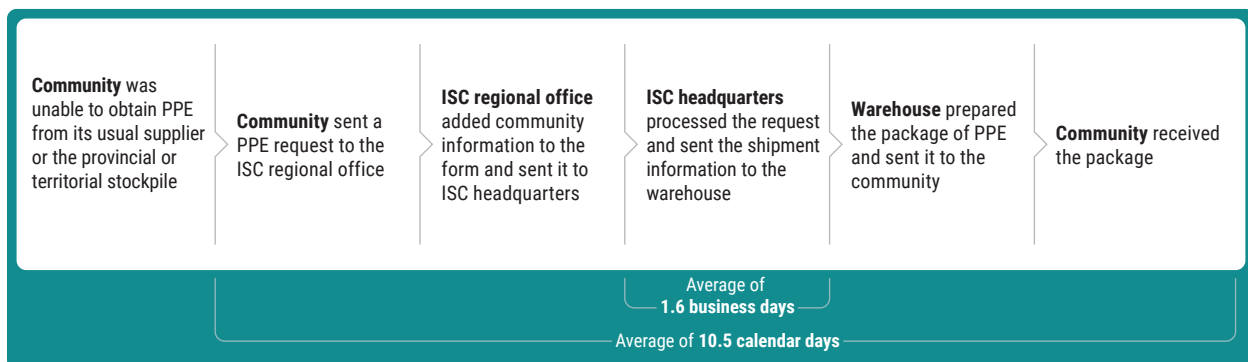 Community was
unable to obtain PPE
from its usual supplier
or the provincial or
territorial stockpile
Community sent a
PPE request to the
ISC regional office
ISC regional office
added community
information to the
form and sent it to
ISC headquarters
ISC headquarters
processed the request
and sent the shipment
information to the
warehouse
Warehouse prepared
the package of PPE
and sent it to the
community
Community received
the package
Average of
1.6 business days
Average of 10.5 calendar days